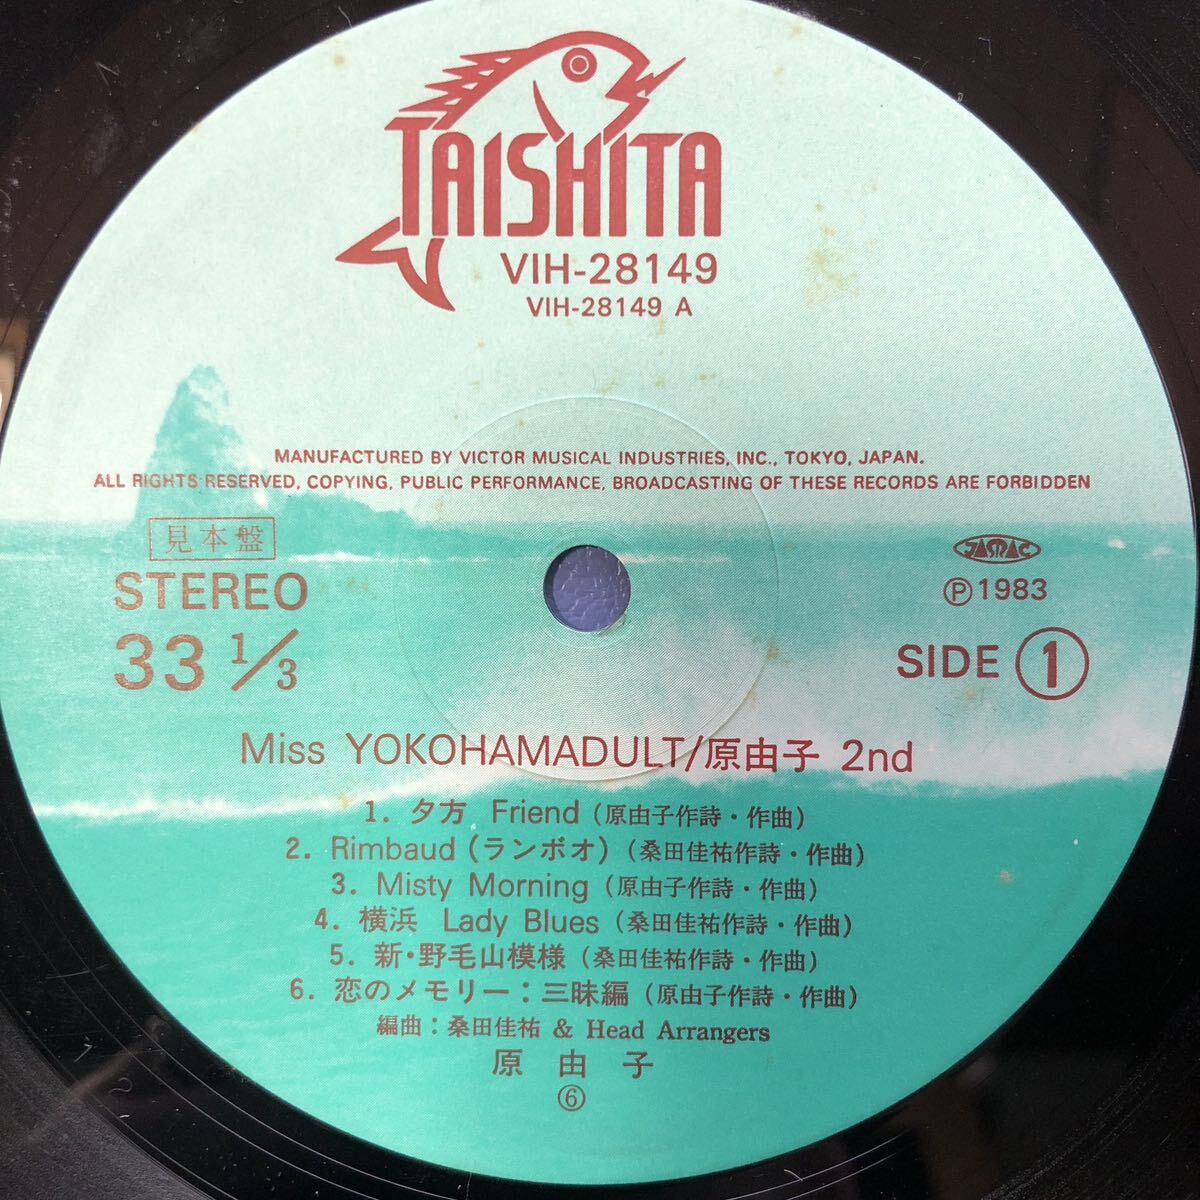 TAISHITA
VIH-28149
VIH-28149 A
MANUFACTURED BY VICTOR MUSICAL INDUSTRIES, INC., TOKYO, JAPAN.
ALL RIGHTS RESERVED, COPYING, PUBLIC PERFORMANCE, BROADCASTING OF THESE RECORDS ARE FORBIDDEN
見本盤
STEREO
33 1/3
JASRAC
Ⓟ1983
SIDE ①
Miss YOKOHAMADULT/原由子 2nd
1. 夕方 Friend (原由子作詩・作曲)
2. Rimbaud (ランボオ) (桑田佳祐作詩・作曲)
3. Misty Morning (原由子作詩・作曲)
4. 横浜 Lady Blues (桑田佳祐作詩・作曲)
5. 新・野毛山模様 (桑田佳祐作詩・作曲)
6. 恋のメモリー:三昧編 (原由子作詩・作曲)
編曲:桑田佳祐 & Head Arrangers
原 由 子
⑥